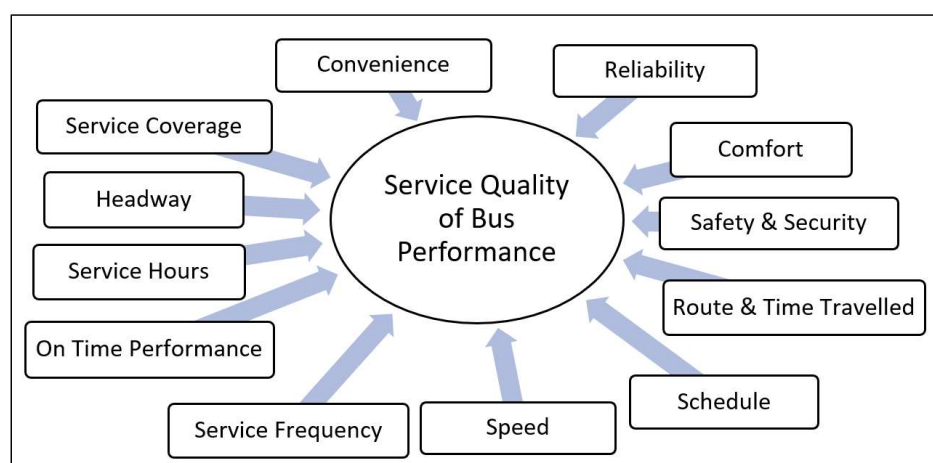 Convenience
Reliability
Service Coverage
Comfort
Headway
Service Quality
of Bus
Performance
Safety & Security
Service Hours
Route & Time Travelled
On Time Performance
Schedule
Service Frequency
Speed